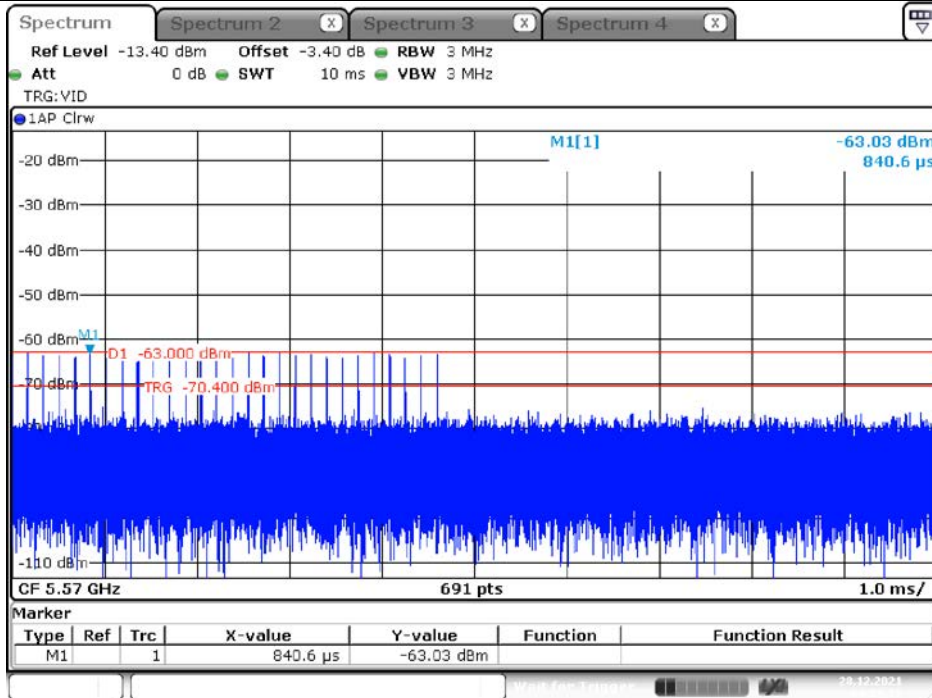 Spectrum Spectrum 2 X Spectrum 3 X Spectrum 4 X
Ref Level -13.40 dBm Offset -3.40 dB RBW 3 MHz
Att 0 dB SWT 10 ms VBW 3 MHz
TRG:VID
1AP Clrw
M1[1] -63.03 dBm
840.6 µs
-20 dBm
-30 dBm
-40 dBm
-50 dBm
-60 dBm
M1
D1 -63.000 dBm
-70 dBm
TRG -70.400 dBm
-110 dBm
CF 5.57 GHz 691 pts 1.0 ms/
Marker
Type Ref Trc X-value Y-value Function Function Result
M1 1 840.6 µs -63.03 dBm
Wait for Trigger 28.12.2021